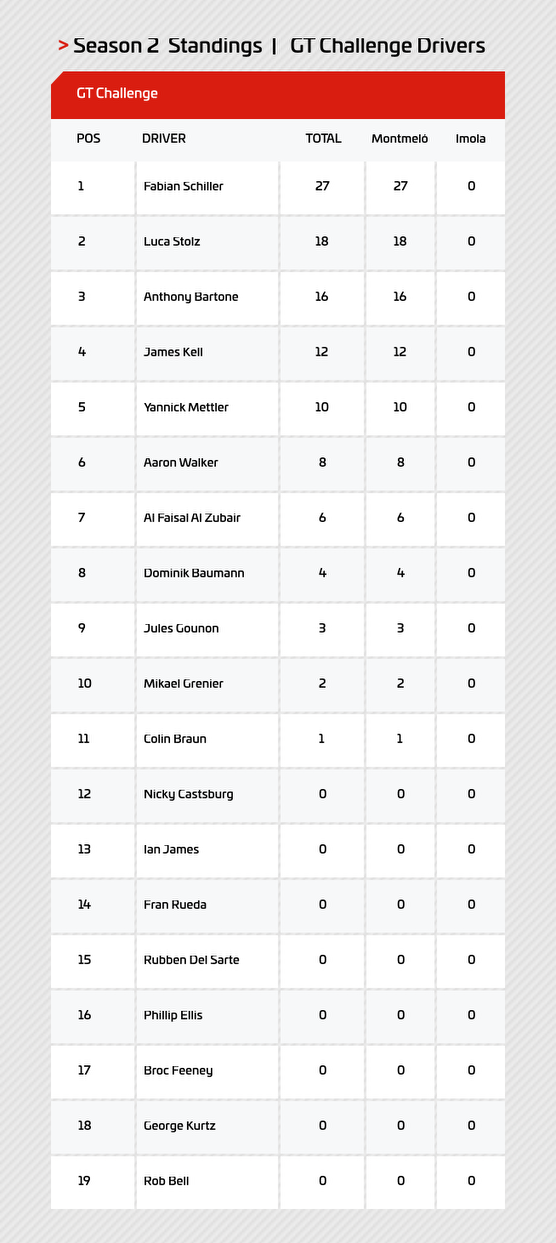 > Season 2 Standings | GT Challenge Drivers
GT Challenge
POS DRIVER TOTAL Montmeló Imola
1 Fabian Schiller 27 27 0
2 Luca Stolz 18 18 0
3 Anthony Bartone 16 16 0
4 James Kell 12 12 0
5 Yannick Mettler 10 10 0
6 Aaron Walker 8 8 0
7 Al Faisal Al Zubair 6 6 0
8 Dominik Baumann 4 4 0
9 Jules Gounon 3 3 0
10 Mikael Grenier 2 2 0
11 Colin Braun 1 1 0
12 Nicky Castsburg 0 0 0
13 Ian James 0 0 0
14 Fran Rueda 0 0 0
15 Rubben Del Sarte 0 0 0
16 Phillip Ellis 0 0 0
17 Broc Feeney 0 0 0
18 George Kurtz 0 0 0
19 Rob Bell 0 0 0